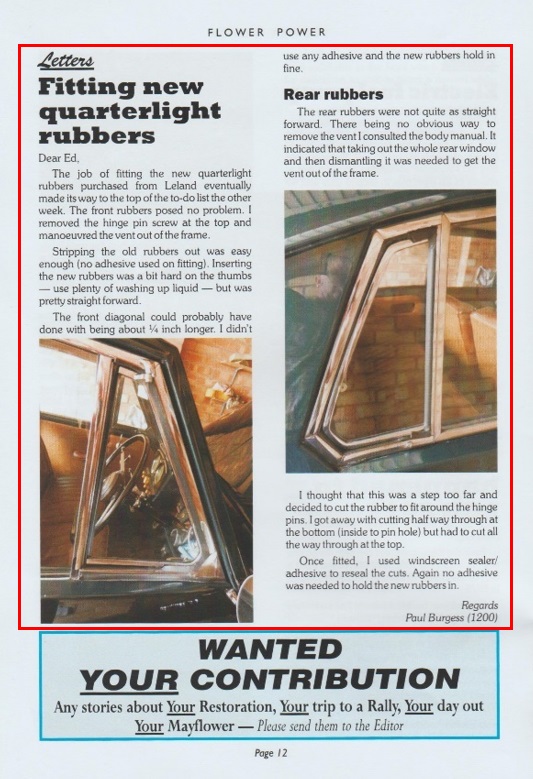 FLOWER POWER
Letters
Fitting new
quarterlight
rubbers
Dear Ed,
The job of fitting the new quarterlight
rubbers purchased from Leland eventually
made its way to the top of the to-do list the other
week. The front rubbers posed no problem. I
removed the hinge pin screw at the top and
manoeuvred the vent out of the frame.
Stripping the old rubbers out was easy
enough (no adhesive used on fitting). Inserting
the new rubbers was a bit hard on the thumbs
— use plenty of washing up liquid — but was
pretty straight forward.
The front diagonal could probably have
done with being about ¼ inch longer. I didn't
use any adhesive and the new rubbers hold in
fine.
Rear rubbers
The rear rubbers were not quite as straight
forward. There being no obvious way to
remove the vent I consulted the body manual. It
indicated that taking out the whole rear window
and then dismantling it was needed to get the
vent out of the frame.
I thought that this was a step too far and
decided to cut the rubber to fit around the hinge
pins. I got away with cutting half way through at
the bottom (inside to pin hole) but had to cut all
the way through at the top.
Once fitted, I used windscreen sealer/
adhesive to reseal the cuts. Again no adhesive
was needed to hold the new rubbers in.
Regards
Paul Burgess (1200)
WANTED
YOUR CONTRIBUTION
Any stories about Your Restoration, Your trip to a Rally, Your day out
Your Mayflower — Please send them to the Editor
Page 12